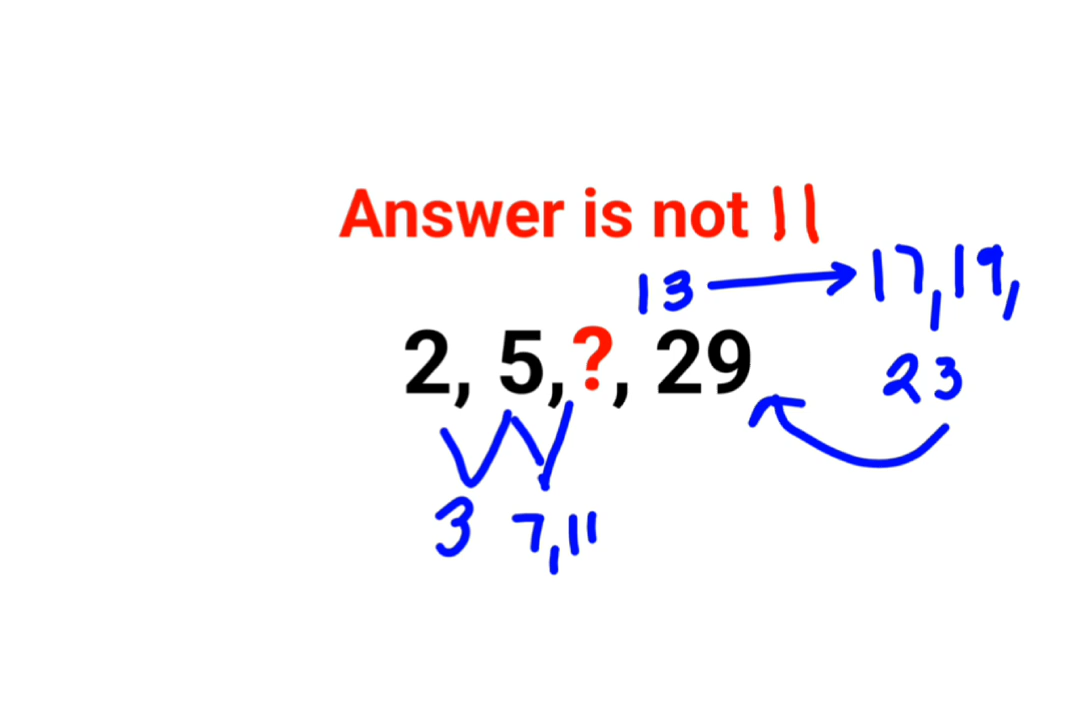 Answer is not 11
13 17,19,
2, 5,?, 29 23
3 7,11